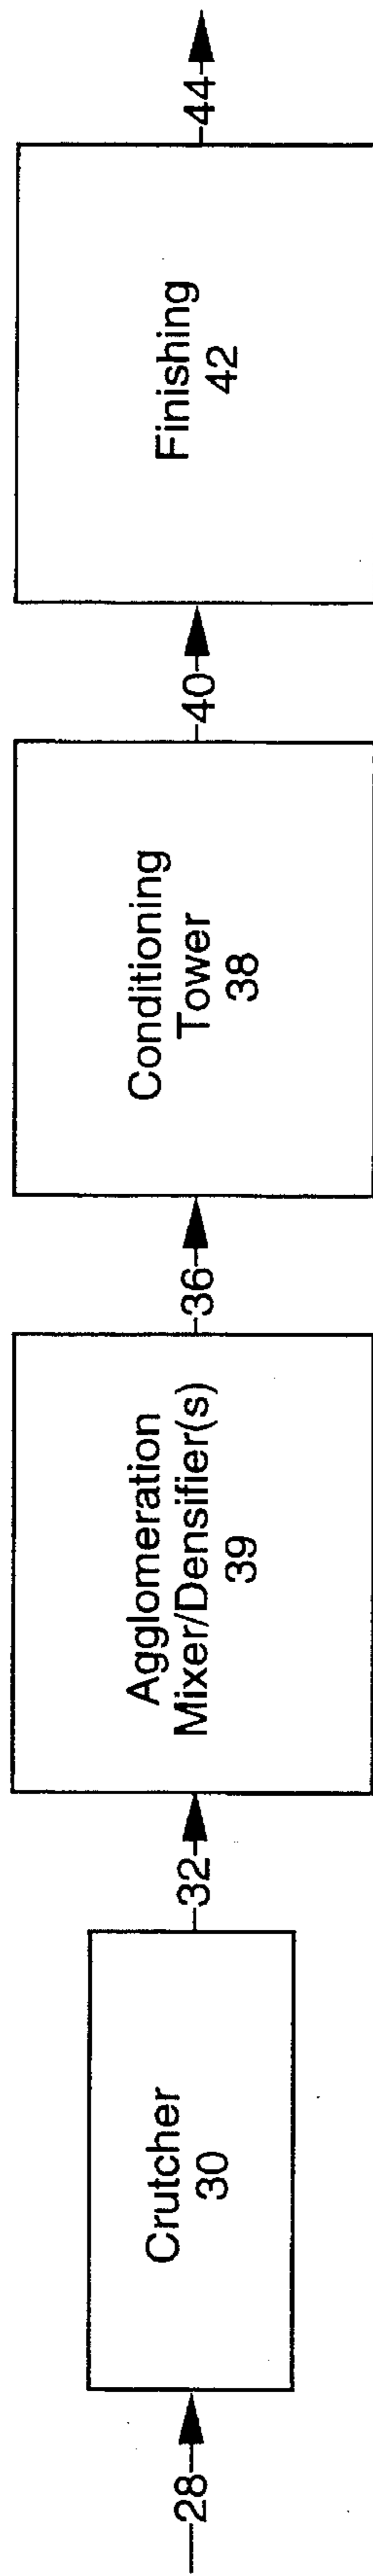 28
Crutcher
30
32
Agglomeration
Mixer/Densifier(s)
39
36
Conditioning
Tower
38
40
Finishing
42
44